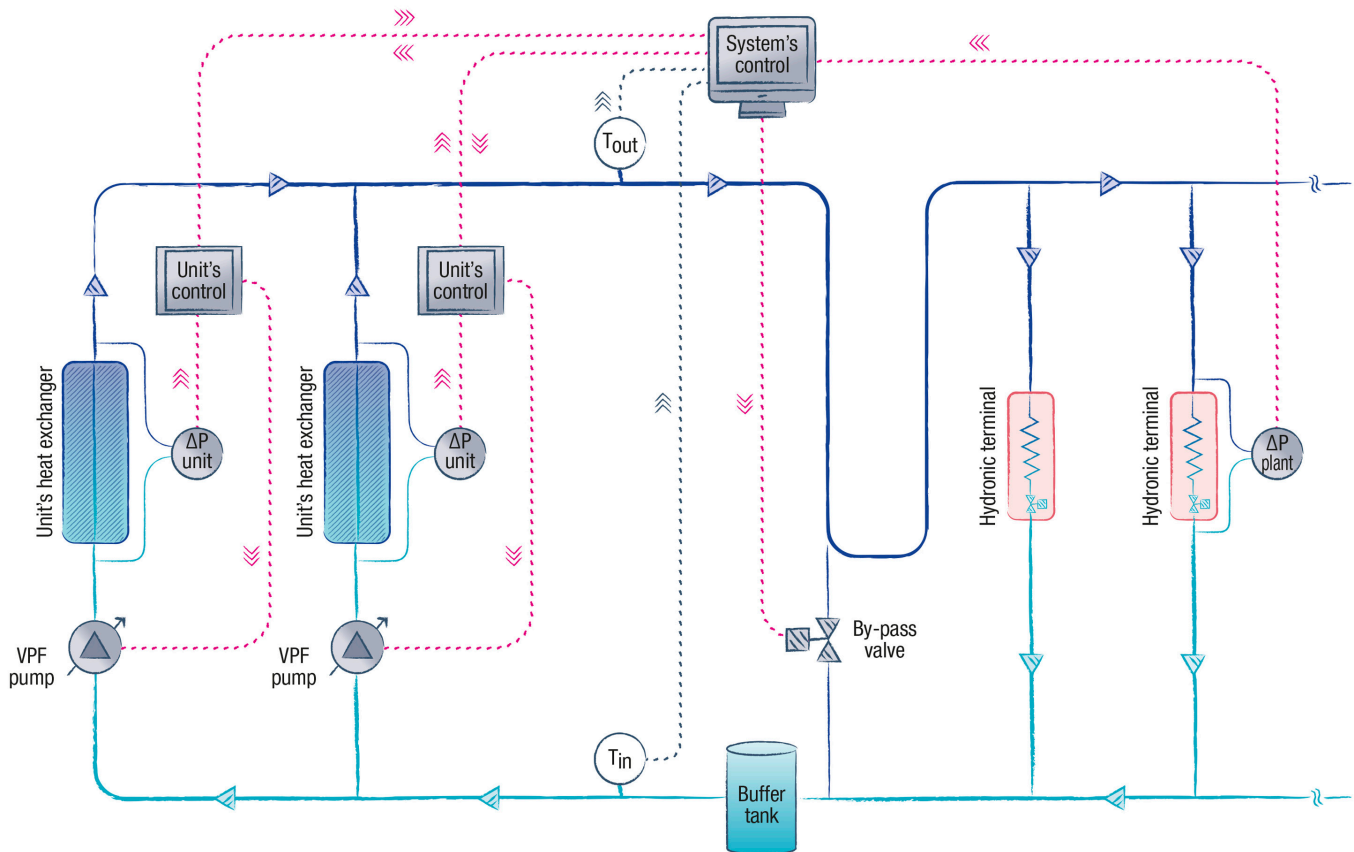 System's
control
Tout
Unit's
control
Unit's
control
Unit's heat exchanger
ΔP
unit
Unit's heat exchanger
ΔP
unit
Hydronic terminal
Hydronic terminal
ΔP
plant
VPF
pump
VPF
pump
By-pass
valve
Tin
Buffer
tank